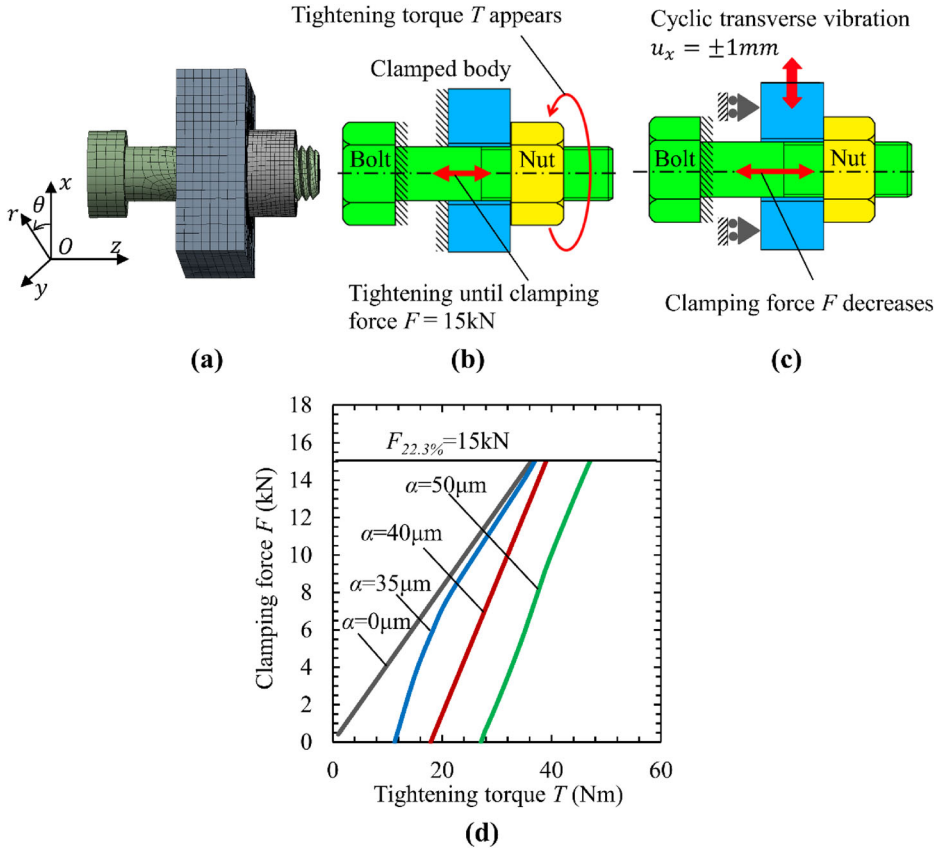 Tightening torque T appears
Clamped body
Bolt
Nut
Tightening until clamping
force F = 15kN
Cyclic transverse vibration
u_x = ±1mm
Bolt
Nut
Clamping force F decreases
x
r
θ
O
z
y
(a)
(b)
(c)
18
16
14
12
10
8
6
4
2
0
Clamping force F (kN)
F_{22.3%}=15kN
α=50μm
α=40μm
α=35μm
α=0μm
0
20
40
60
Tightening torque T (Nm)
(d)